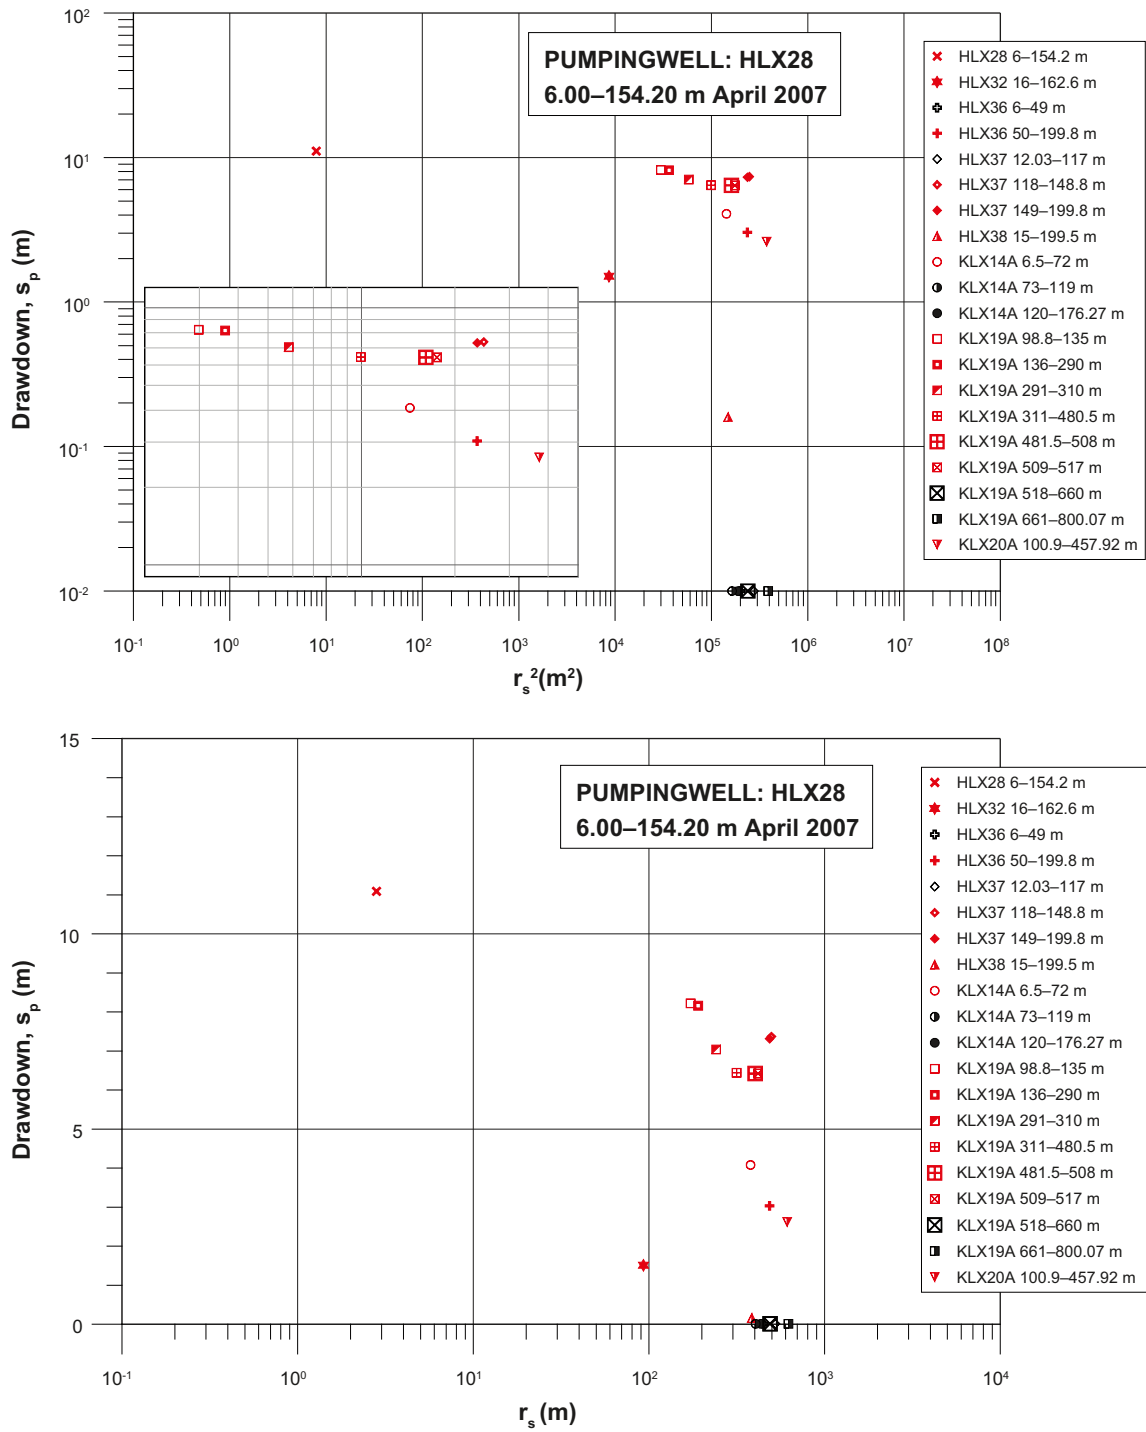 10²
PUMPINGWELL: HLX28
6.00–154.20 m April 2007
10¹
10⁰
10⁻¹
10⁻²
Drawdown, sₚ (m)
10⁻¹ 10⁰ 10¹ 10² 10³ 10⁴ 10⁵ 10⁶ 10⁷ 10⁸
rₛ²(m²)
HLX28 6–154.2 m
HLX32 16–162.6 m
HLX36 6–49 m
HLX36 50–199.8 m
HLX37 12.03–117 m
HLX37 118–148.8 m
HLX37 149–199.8 m
HLX38 15–199.5 m
KLX14A 6.5–72 m
KLX14A 73–119 m
KLX14A 120–176.27 m
KLX19A 98.8–135 m
KLX19A 136–290 m
KLX19A 291–310 m
KLX19A 311–480.5 m
KLX19A 481.5–508 m
KLX19A 509–517 m
KLX19A 518–660 m
KLX19A 661–800.07 m
KLX20A 100.9–457.92 m
15
PUMPINGWELL: HLX28
6.00–154.20 m April 2007
10
5
0
Drawdown, sₚ (m)
10⁻¹ 10⁰ 10¹ 10² 10³ 10⁴
rₛ (m)
HLX28 6–154.2 m
HLX32 16–162.6 m
HLX36 6–49 m
HLX36 50–199.8 m
HLX37 12.03–117 m
HLX37 118–148.8 m
HLX37 149–199.8 m
HLX38 15–199.5 m
KLX14A 6.5–72 m
KLX14A 73–119 m
KLX14A 120–176.27 m
KLX19A 98.8–135 m
KLX19A 136–290 m
KLX19A 291–310 m
KLX19A 311–480.5 m
KLX19A 481.5–508 m
KLX19A 509–517 m
KLX19A 518–660 m
KLX19A 661–800.07 m
KLX20A 100.9–457.92 m